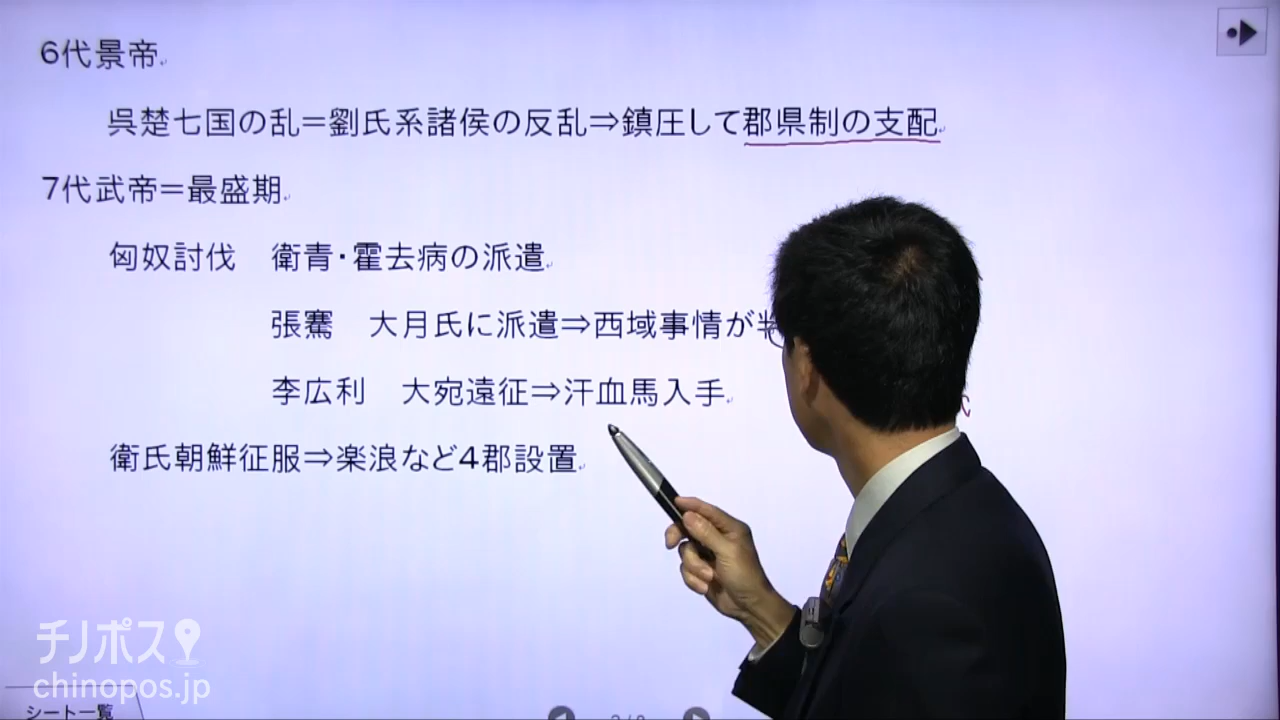 6代景帝
呉楚七国の乱＝劉氏系諸侯の反乱⇒鎮圧して郡県制の支配
7代武帝＝最盛期
匈奴討伐　衛青・霍去病の派遣
張騫　大月氏に派遣⇒西域事情が
李広利　大宛遠征⇒汗血馬入手
衛氏朝鮮征服⇒楽浪など4郡設置
チノポス
chinopos.jp
シート一覧